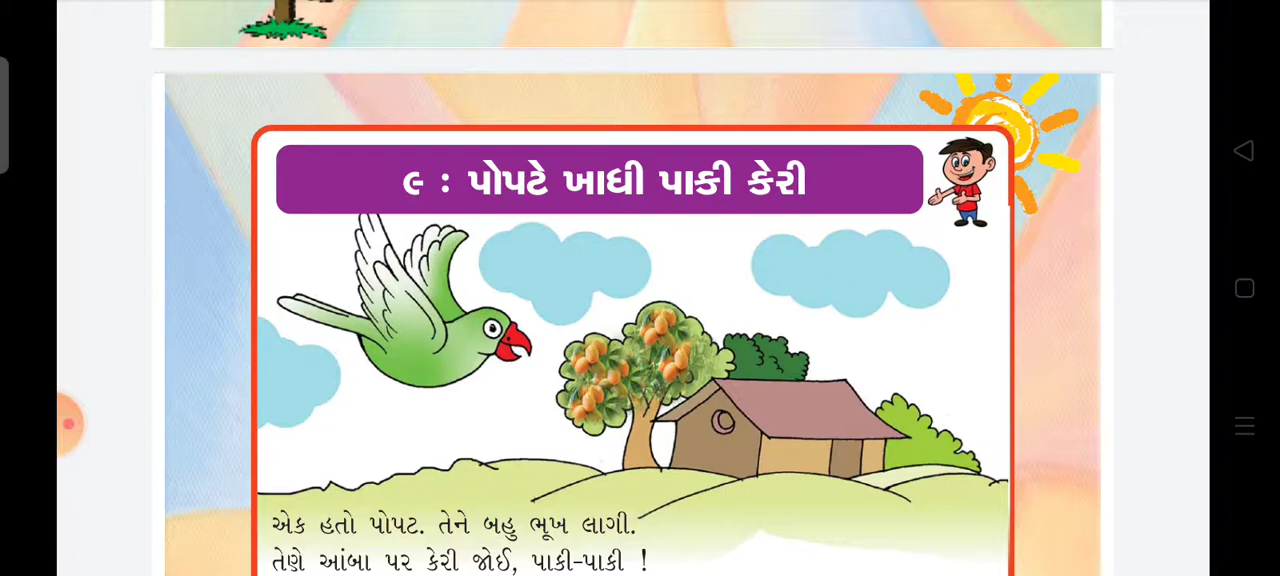 ૯ : પોપટે ખાધી પાકી કેરી
એક હતો પોપટ. તેને બહુ ભૂખ લાગી.
તેણે આંબા પર કેરી જોઈ, પાકી-પાકી !